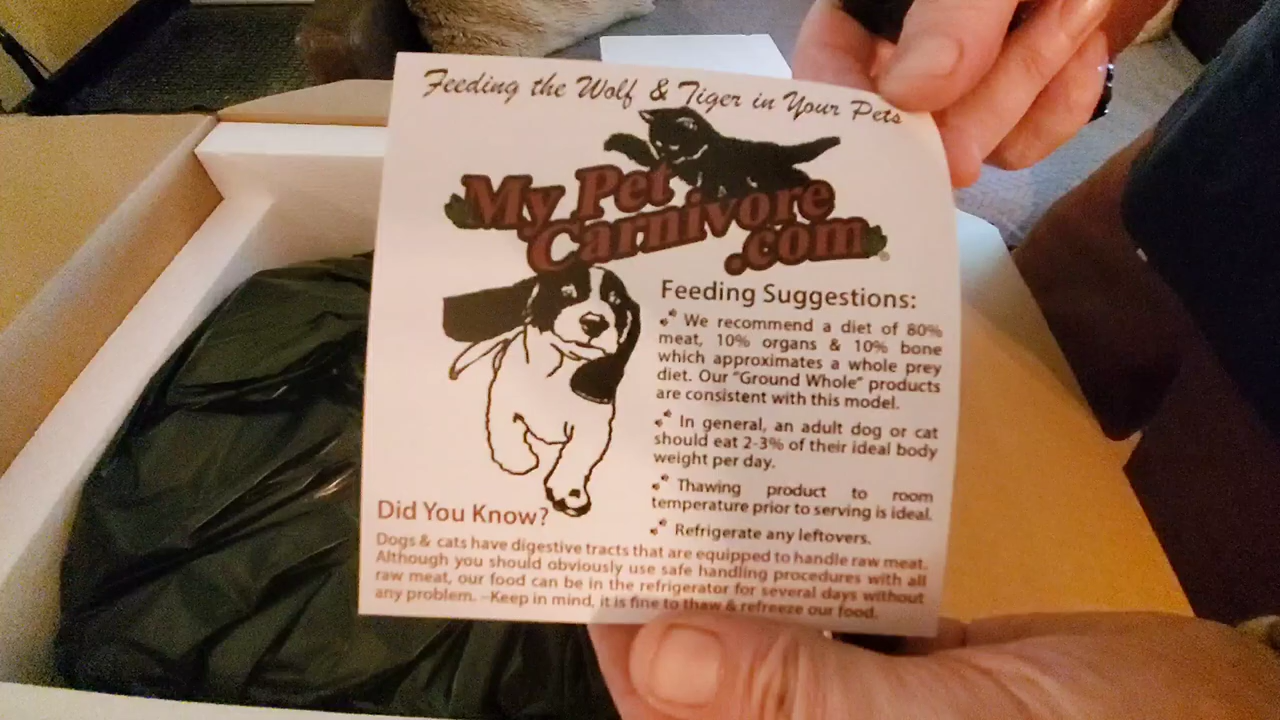 Feeding the Wolf & Tiger in Your Pets
My Pet
Carnivore
.com®
Feeding Suggestions:
We recommend a diet of 80%
meat, 10% organs & 10% bone
which approximates a whole prey
diet. Our "Ground Whole" products
are consistent with this model.
In general, an adult dog or cat
should eat 2-3% of their ideal body
weight per day.
Thawing product to room
temperature prior to serving is ideal.
Refrigerate any leftovers.
Did You Know?
Dogs & cats have digestive tracts that are equipped to handle raw meat.
Although you should obviously use safe handling procedures with all
raw meat, our food can be in the refrigerator for several days without
any problem. –Keep in mind, it is fine to thaw & refreeze our food.